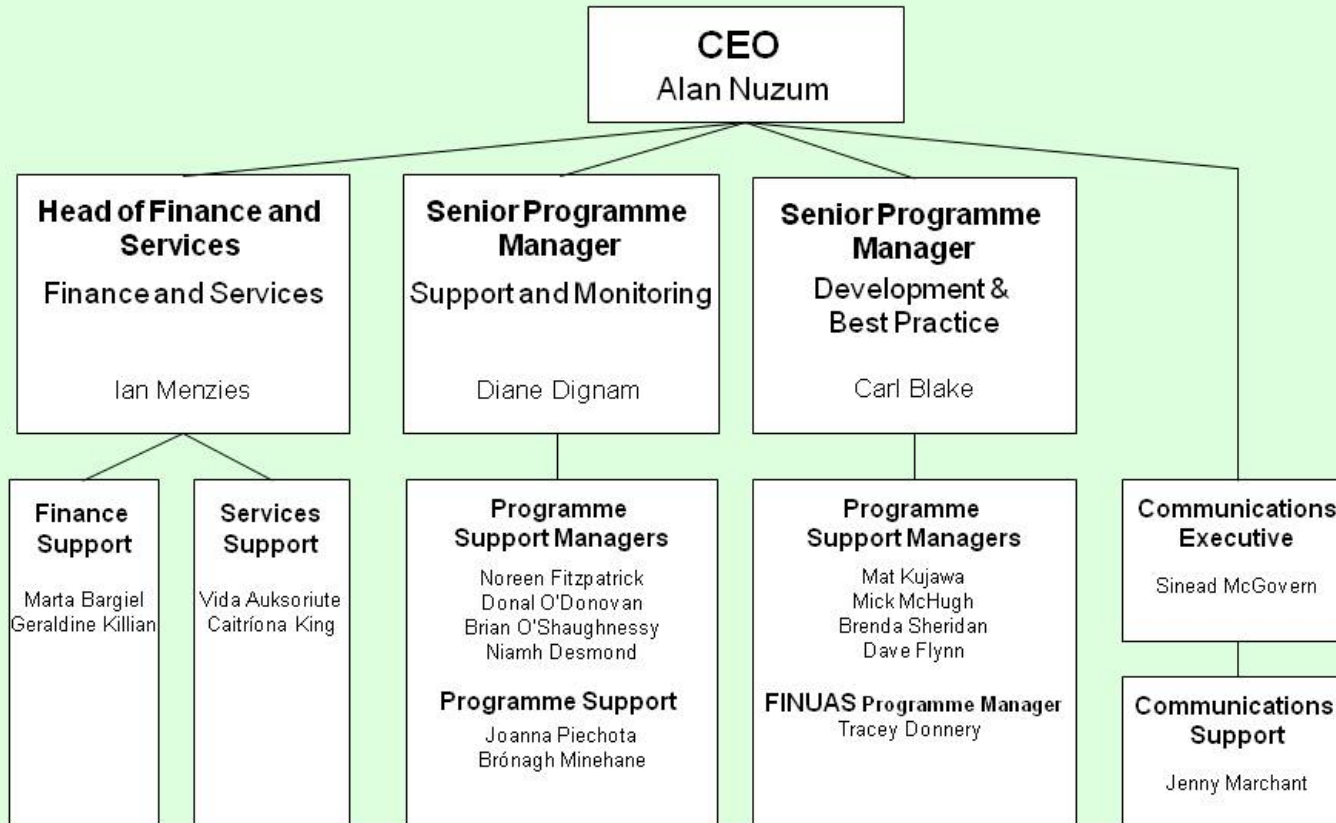 CEO
Alan Nuzum
Head of Finance and
Services
Finance and Services
Ian Menzies
Senior Programme
Manager
Support and Monitoring
Diane Dignam
Senior Programme
Manager
Development &
Best Practice
Carl Blake
Finance
Support
Marta Bargiel
Geraldine Killian
Services
Support
Vida Auksoriute
Caitríona King
Programme
Support Managers
Noreen Fitzpatrick
Donal O'Donovan
Brian O'Shaughnessy
Niamh Desmond
Programme Support
Joanna Piechota
Brónagh Minehane
Programme
Support Managers
Mat Kujawa
Mick McHugh
Brenda Sheridan
Dave Flynn
FINUAS Programme Manager
Tracey Donnery
Communications
Executive
Sinead McGovern
Communications
Support
Jenny Marchant